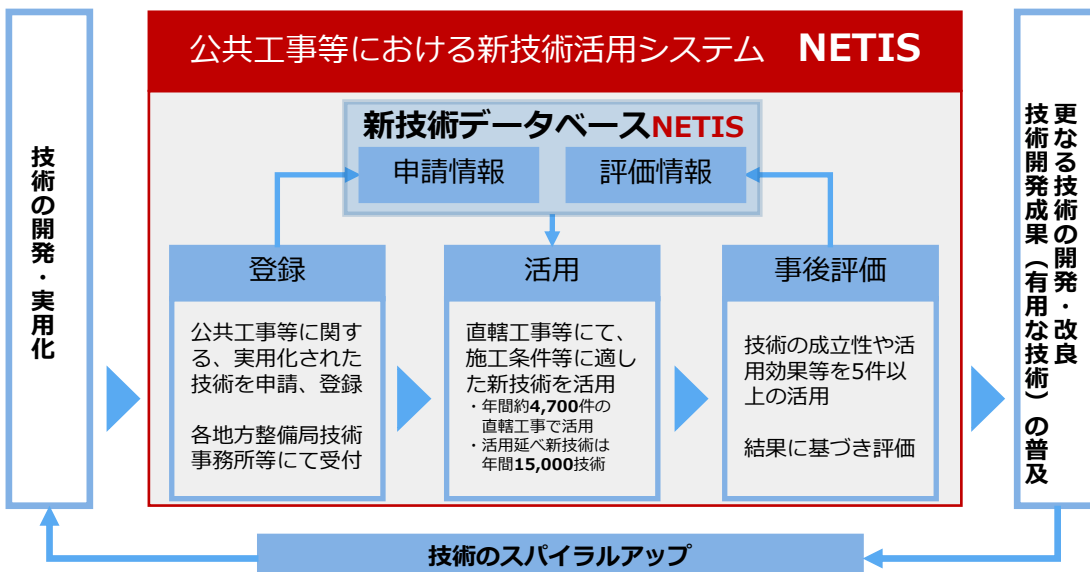 公共工事等における新技術活用システム NETIS
技術の開発・実用化
新技術データベースNETIS
申請情報
評価情報
登録
公共工事等に関す
る、実用化された
技術を申請、登録
各地方整備局技術
事務所等にて受付
活用
直轄工事等にて、
施工条件等に適し
た新技術を活用
・年間約4,700件の
直轄工事で活用
・活用延べ新技術は
年間15,000技術
事後評価
技術の成立性や活
用効果等を5件以
上の活用
結果に基づき評価
更なる技術の開発・改良
技術開発成果（有用な技術）の普及
技術のスパイラルアップ